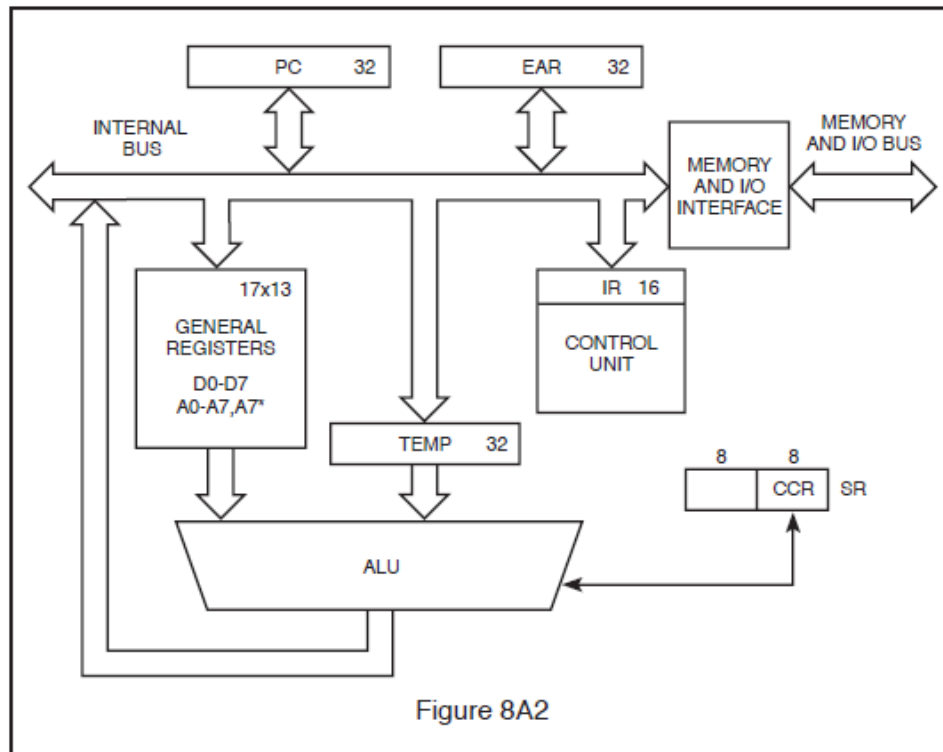 PC 32
EAR 32
INTERNAL
BUS
MEMORY
AND I/O BUS
MEMORY
AND I/O
INTERFACE
17x13
GENERAL
REGISTERS
D0-D7
A0-A7,A7*
IR 16
CONTROL
UNIT
TEMP 32
8 8
CCR SR
ALU
Figure 8A2